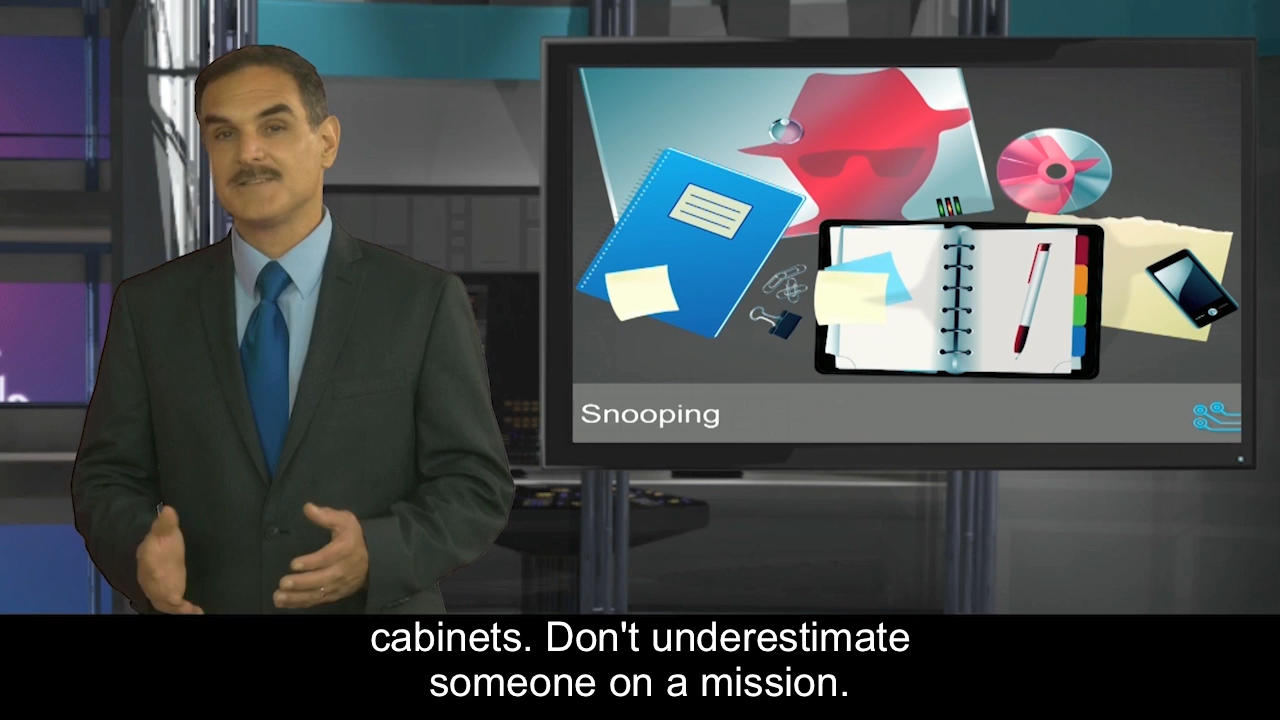 Snooping
cabinets. Don't underestimate
someone on a mission.